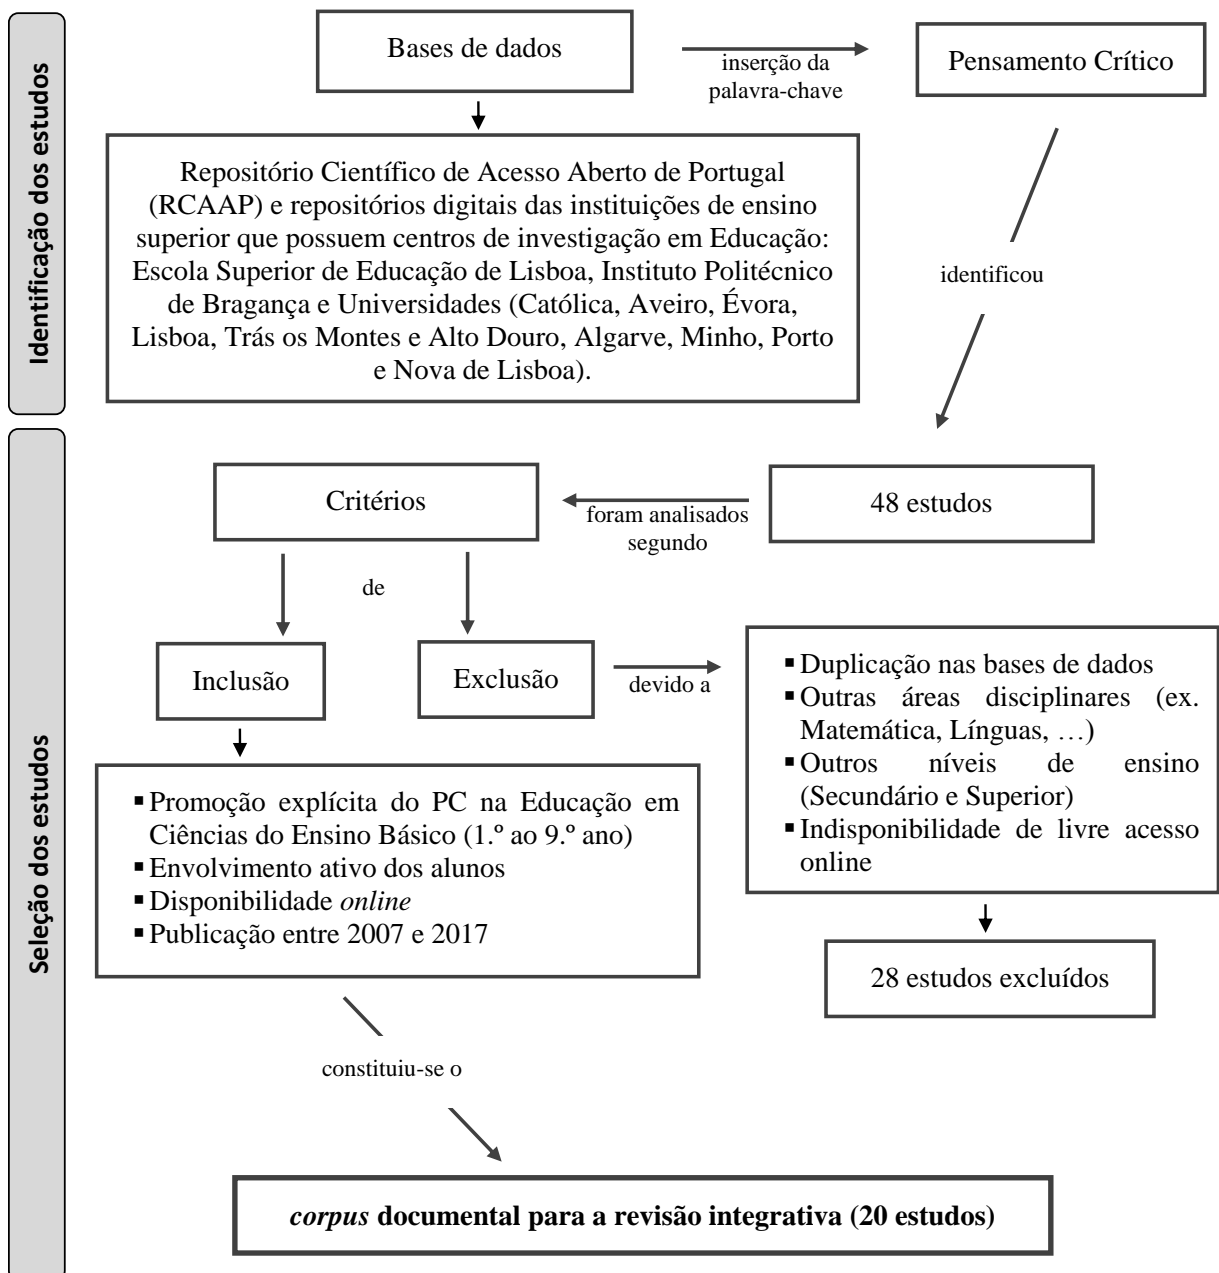 Identificação dos estudos
Bases de dados
inserção da
palavra-chave
Pensamento Crítico
Repositório Científico de Acesso Aberto de Portugal
(RCAAP) e repositórios digitais das instituições de ensino
superior que possuem centros de investigação em Educação:
Escola Superior de Educação de Lisboa, Instituto Politécnico
de Bragança e Universidades (Católica, Aveiro, Évora,
Lisboa, Trás os Montes e Alto Douro, Algarve, Minho, Porto
e Nova de Lisboa).
identificou
Seleção dos estudos
48 estudos
foram analisados
segundo
Critérios
de
Inclusão
Exclusão
devido a
▪ Duplicação nas bases de dados
▪ Outras áreas disciplinares (ex.
Matemática, Línguas, …)
▪ Outros níveis de ensino
(Secundário e Superior)
▪ Indisponibilidade de livre acesso
online
28 estudos excluídos
▪ Promoção explícita do PC na Educação em
Ciências do Ensino Básico (1.º ao 9.º ano)
▪ Envolvimento ativo dos alunos
▪ Disponibilidade online
▪ Publicação entre 2007 e 2017
constituiu-se o
corpus documental para a revisão integrativa (20 estudos)